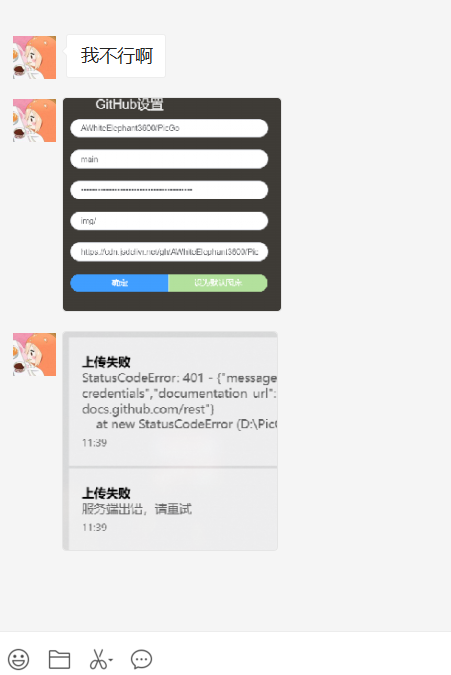 我不行啊
GitHub设置
AWhiteElephant3600/PicGo
main
img/
https://cdn.jsdelivr.net/gh/AWhiteElephant3600/Pic
确定
设为默认图床
上传失败
StatusCodeError: 401 - {"message
credentials","documentation_url":
docs.github.com/rest"}
at new StatusCodeError (D:\PicG
11:39
上传失败
服务端出错，请重试
11:39